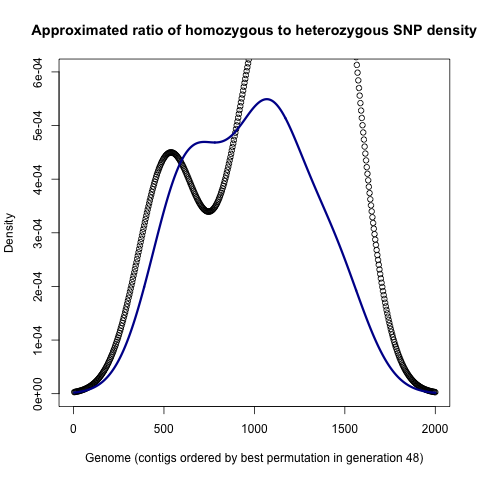 Approximated ratio of homozygous to heterozygous SNP density
6e-04
5e-04
4e-04
3e-04
2e-04
1e-04
0e+00
Density
0 500 1000 1500 2000
Genome (contigs ordered by best permutation in generation 48)